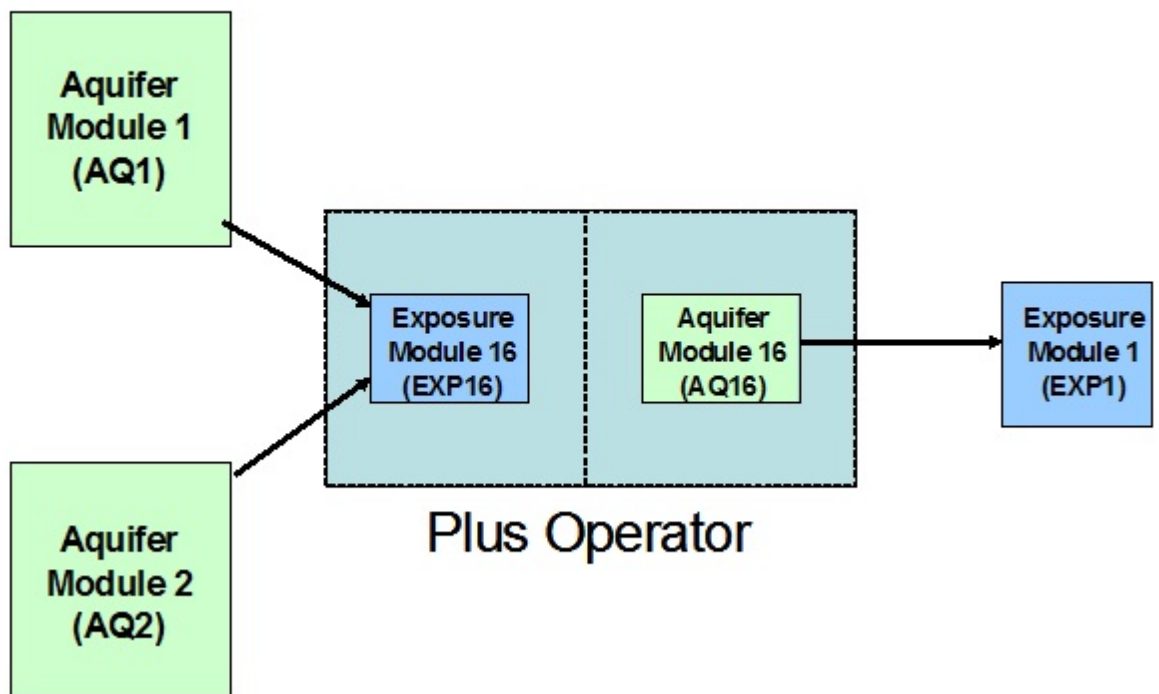 Aquifer
Module 1
(AQ1)
Exposure
Module 16
(EXP16)
Aquifer
Module 16
(AQ16)
Exposure
Module 1
(EXP1)
Plus Operator
Aquifer
Module 2
(AQ2)